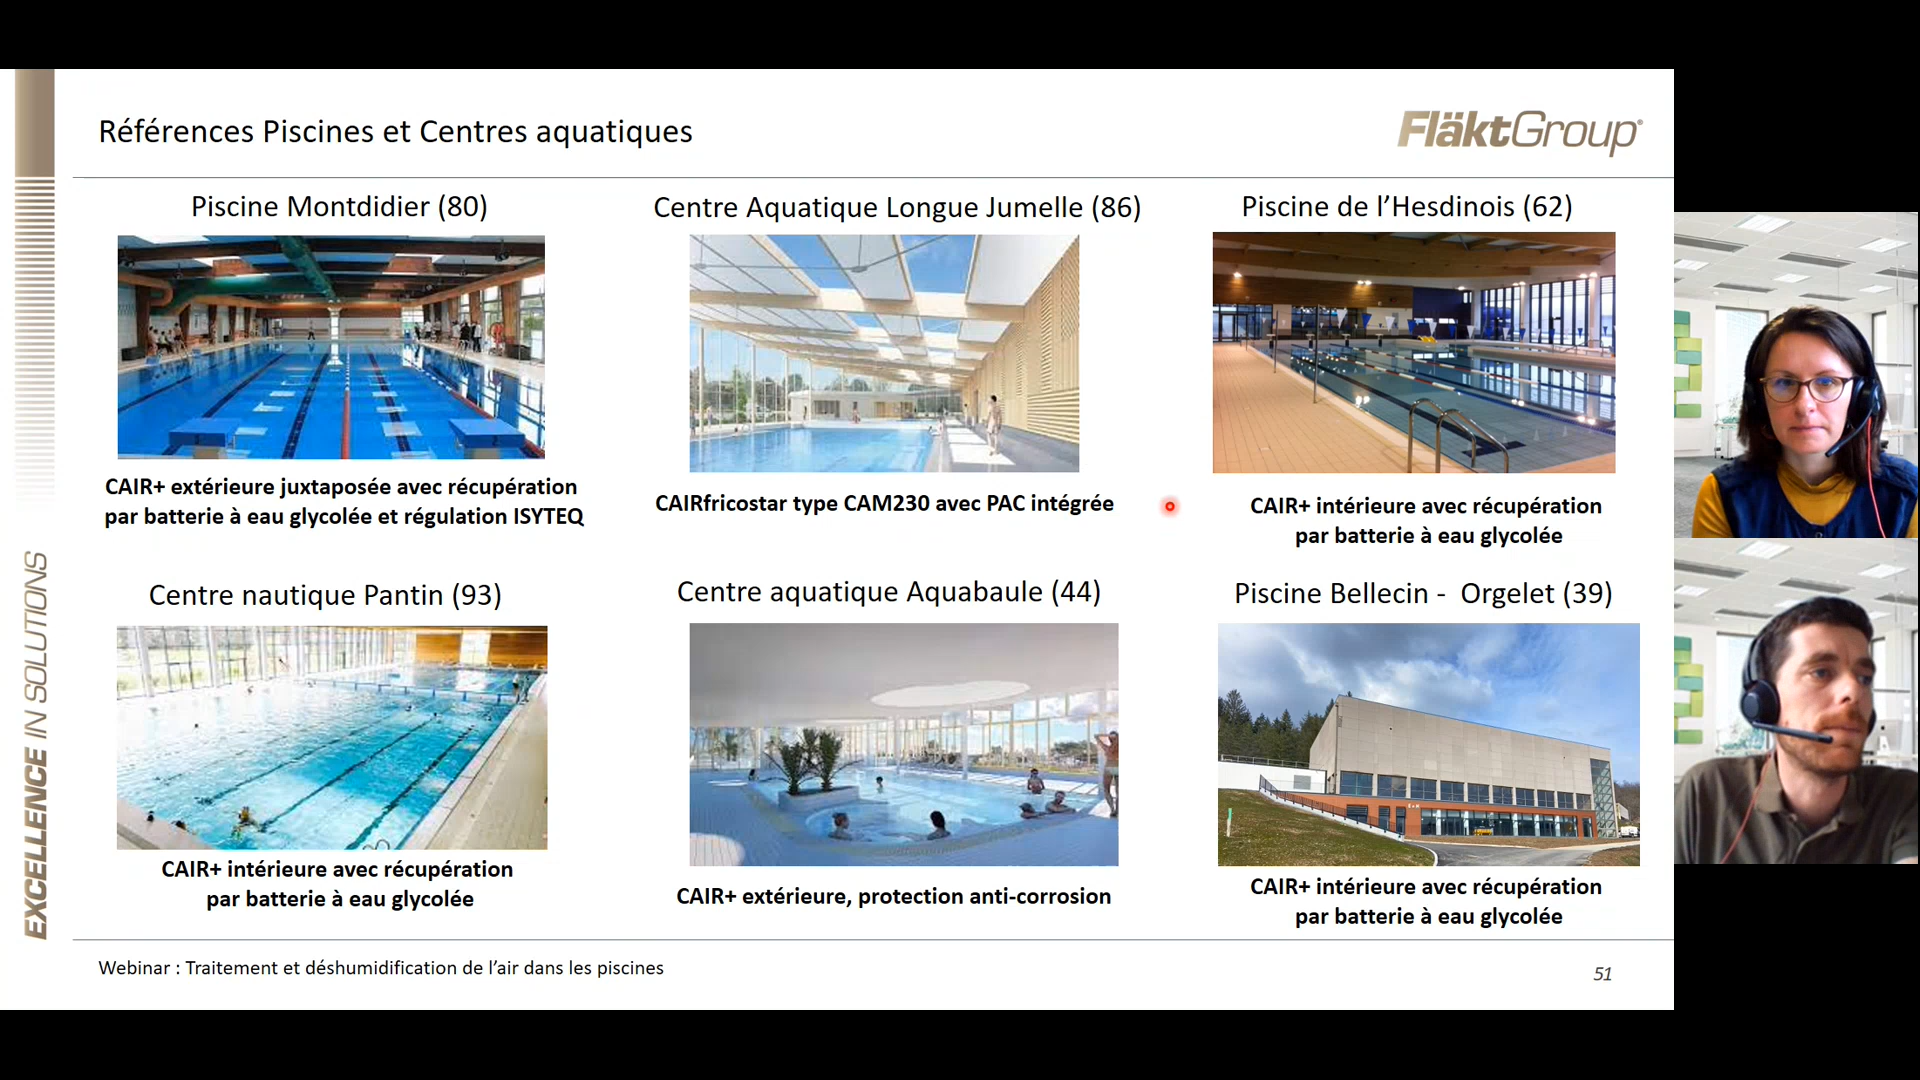 Références Piscines et Centres aquatiques
FläktGroup
Piscine Montdidier (80)
CAIR+ extérieure juxtaposée avec récupération
par batterie à eau glycolée et régulation ISYTEQ
Centre Aquatique Longue Jumelle (86)
CAIRfricostar type CAM230 avec PAC intégrée
Piscine de l’Hesdinois (62)
CAIR+ intérieure avec récupération
par batterie à eau glycolée
Centre nautique Pantin (93)
CAIR+ intérieure avec récupération
par batterie à eau glycolée
Centre aquatique Aquabaule (44)
CAIR+ extérieure, protection anti-corrosion
Piscine Bellecin - Orgelet (39)
CAIR+ intérieure avec récupération
par batterie à eau glycolée
EXCELLENCE IN SOLUTIONS
Webinar : Traitement et déshumidification de l’air dans les piscines
51